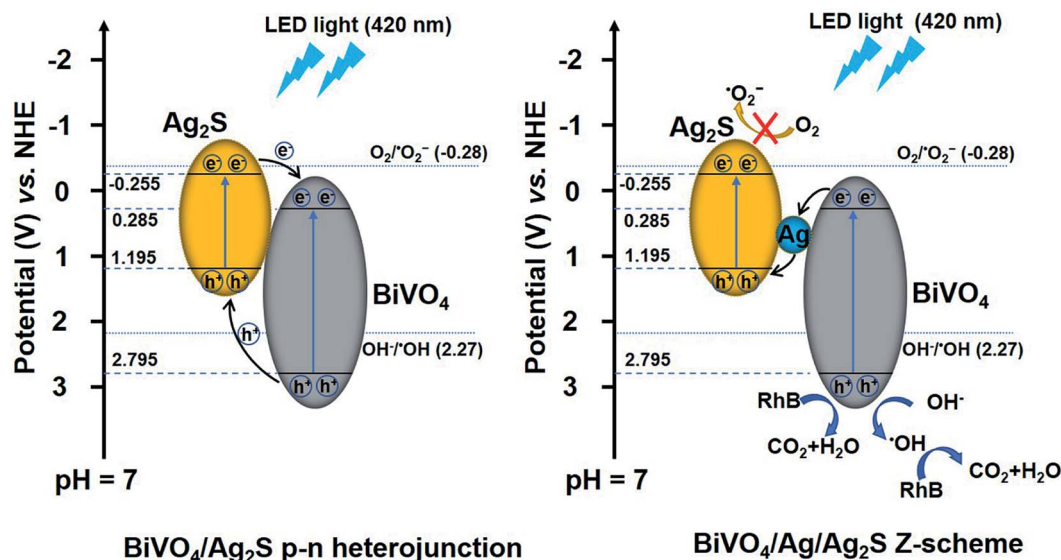 LED light (420 nm)
Potential (V) vs. NHE
-2
-1
0
1
2
3
Ag₂S
e⁻ e⁻
e⁻
O₂/•O₂⁻ (-0.28)
-0.255
0.285
e⁻ e⁻
1.195
h⁺ h⁺
BiVO₄
h⁺
OH⁻/•OH (2.27)
2.795
h⁺ h⁺
pH = 7
BiVO₄/Ag₂S p-n heterojunction
LED light (420 nm)
Potential (V) vs. NHE
-2
-1
0
1
2
3
•O₂⁻
O₂
Ag₂S
e⁻ e⁻
O₂/•O₂⁻ (-0.28)
-0.255
0.285
e⁻ e⁻
Ag
1.195
h⁺ h⁺
BiVO₄
OH⁻/•OH (2.27)
2.795
h⁺ h⁺
RhB
OH⁻
CO₂+H₂O
•OH
CO₂+H₂O
RhB
pH = 7
BiVO₄/Ag/Ag₂S Z-scheme